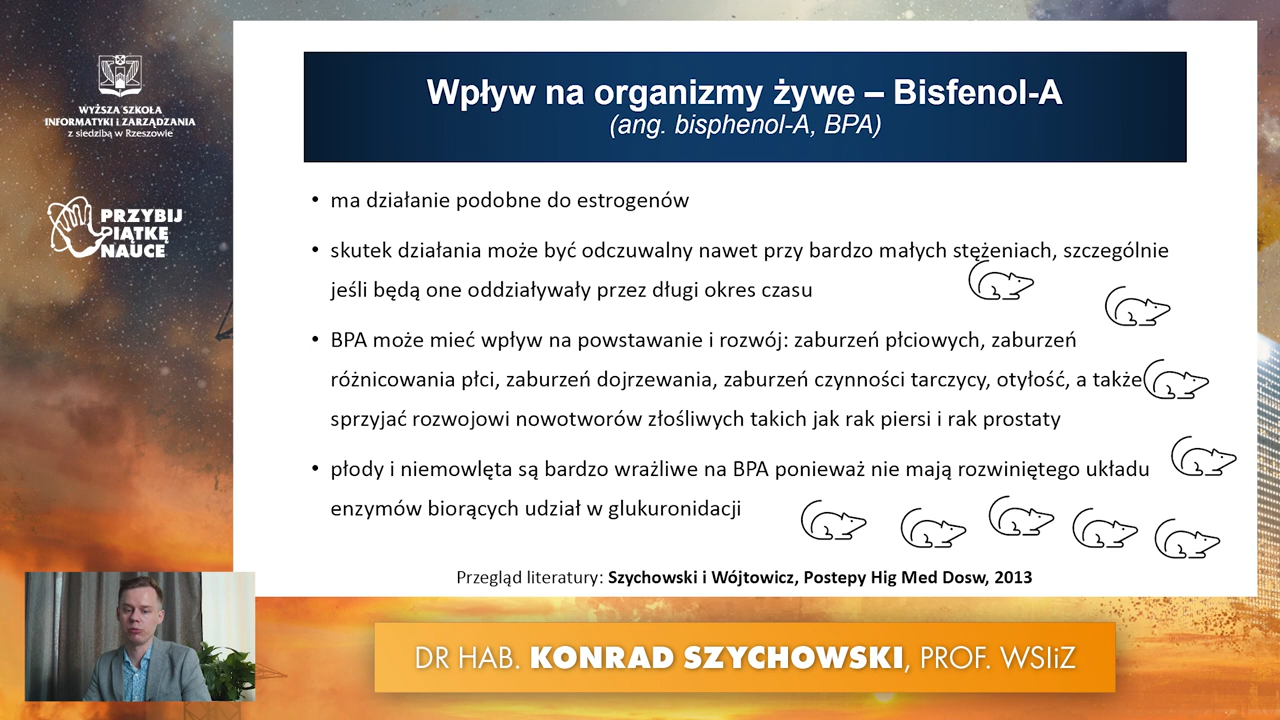 WYŻSZA SZKOŁA
INFORMATYKI i ZARZĄDZANIA
z siedzibą w Rzeszowie
PRZYBIJ
PIĄTKĘ
NAUCE
Wpływ na organizmy żywe – Bisfenol-A
(ang. bisphenol-A, BPA)
• ma działanie podobne do estrogenów
• skutek działania może być odczuwalny nawet przy bardzo małych stężeniach, szczególnie
jeśli będą one oddziaływały przez długi okres czasu
• BPA może mieć wpływ na powstawanie i rozwój: zaburzeń płciowych, zaburzeń
różnicowania płci, zaburzeń dojrzewania, zaburzeń czynności tarczycy, otyłość, a także
sprzyjać rozwojowi nowotworów złośliwych takich jak rak piersi i rak prostaty
• płody i niemowlęta są bardzo wrażliwe na BPA ponieważ nie mają rozwiniętego układu
enzymów biorących udział w glukuronidacji
Przegląd literatury: Szychowski i Wójtowicz, Postepy Hig Med Dosw, 2013
DR HAB. KONRAD SZYCHOWSKI, PROF. WSIiZ